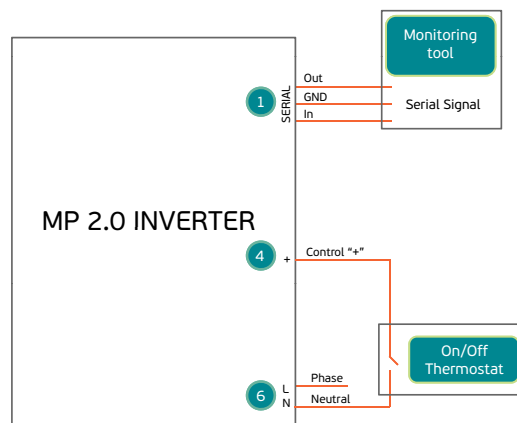 Monitoring
tool
Out
GND
In
1
SERIAL
Serial Signal
MP 2.0 INVERTER
4
+
Control "+"
On/Off
Thermostat
6
L
N
Phase
Neutral